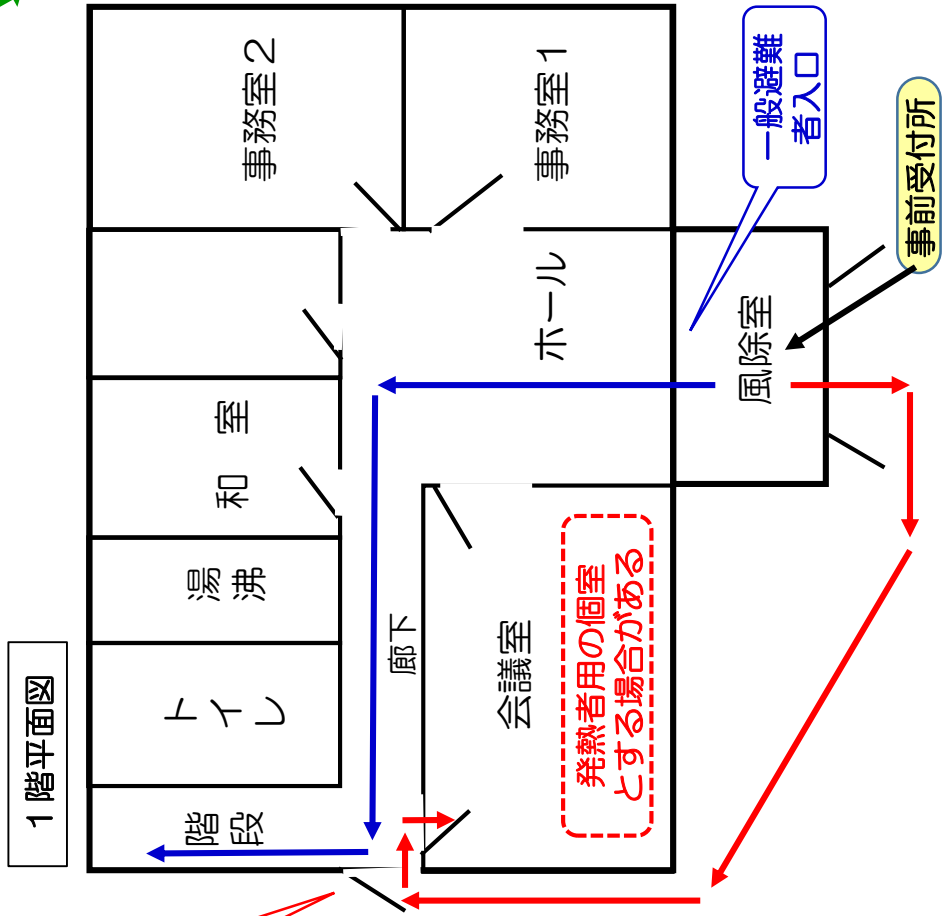 １階平面図
事務室２
事務室１
一般避難
者入口
事前受付所
ホール
風除室
和　室
湯
沸
トイレ
廊下
会議室
発熱者用の個室
とする場合がある
階
段